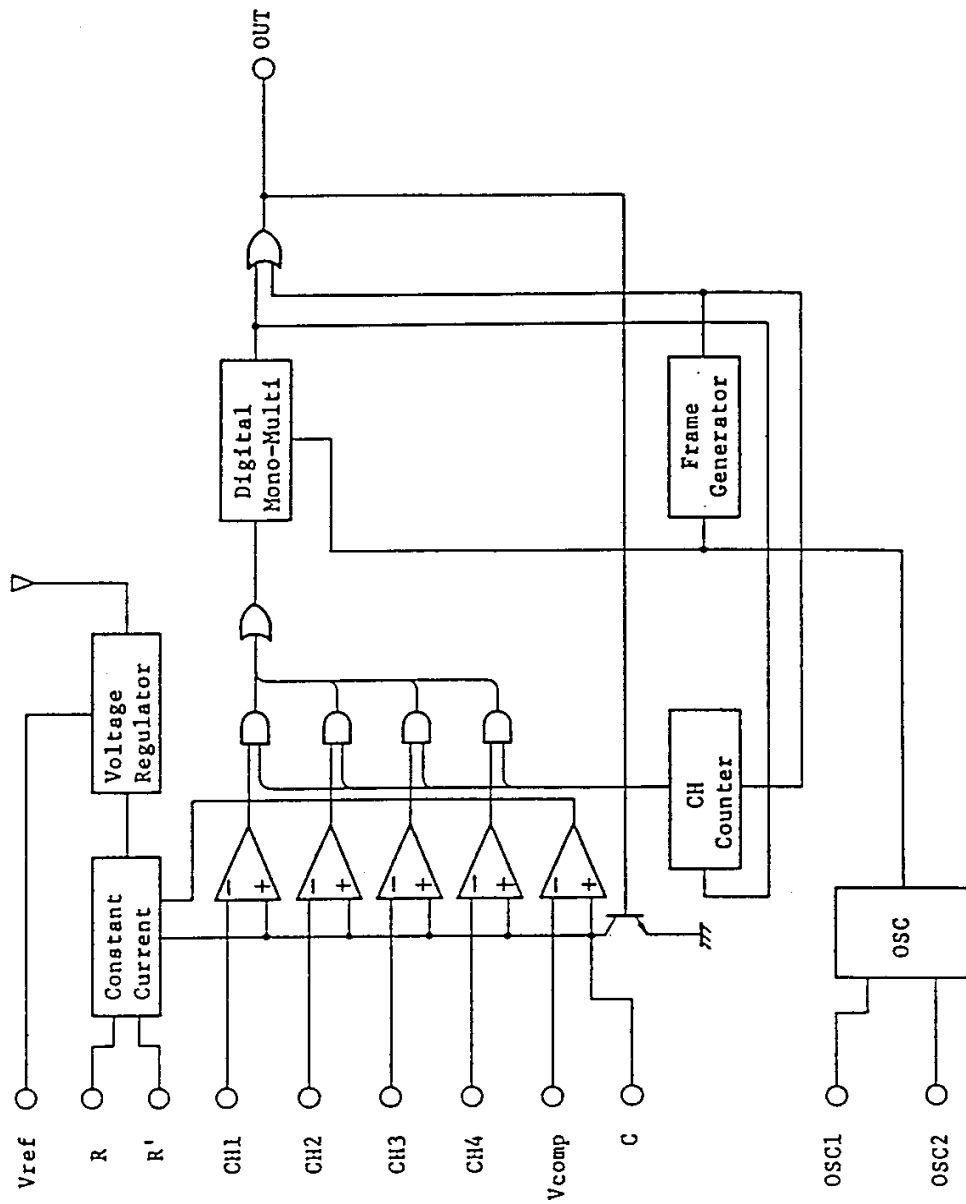 Vref
R
R'
CH1
CH2
CH3
CH4
Vcomp
C
OSC1
OSC2
Constant
Current
Voltage
Regulator
−
+
−
+
−
+
−
+
−
+
CH
Counter
OSC
Digital
Mono-Multi
Frame
Generator
OUT